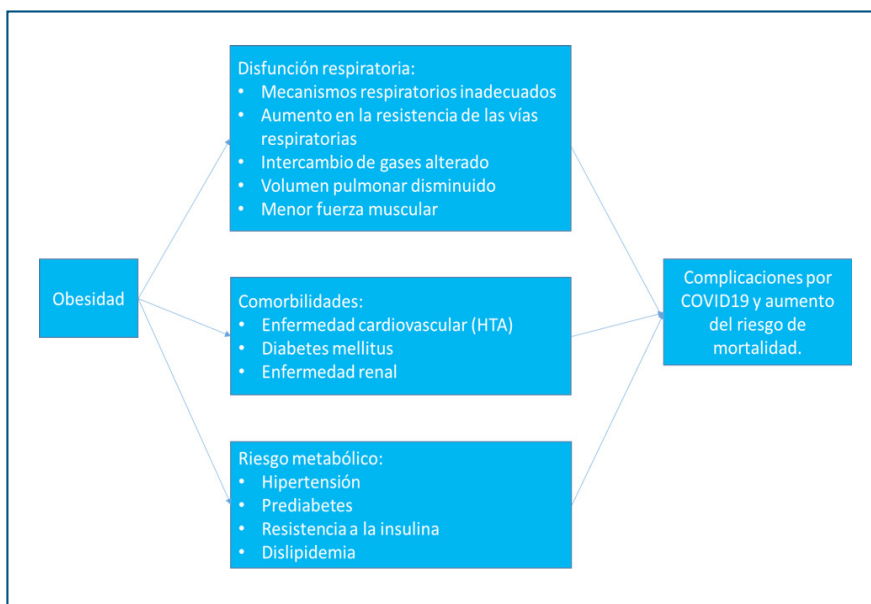 Disfunción respiratoria:
• Mecanismos respiratorios inadecuados
• Aumento en la resistencia de las vías
respiratorias
• Intercambio de gases alterado
• Volumen pulmonar disminuido
• Menor fuerza muscular
Obesidad
Comorbilidades:
• Enfermedad cardiovascular (HTA)
• Diabetes mellitus
• Enfermedad renal
Riesgo metabólico:
• Hipertensión
• Prediabetes
• Resistencia a la insulina
• Dislipidemia
Complicaciones por
COVID19 y aumento
del riesgo de
mortalidad.